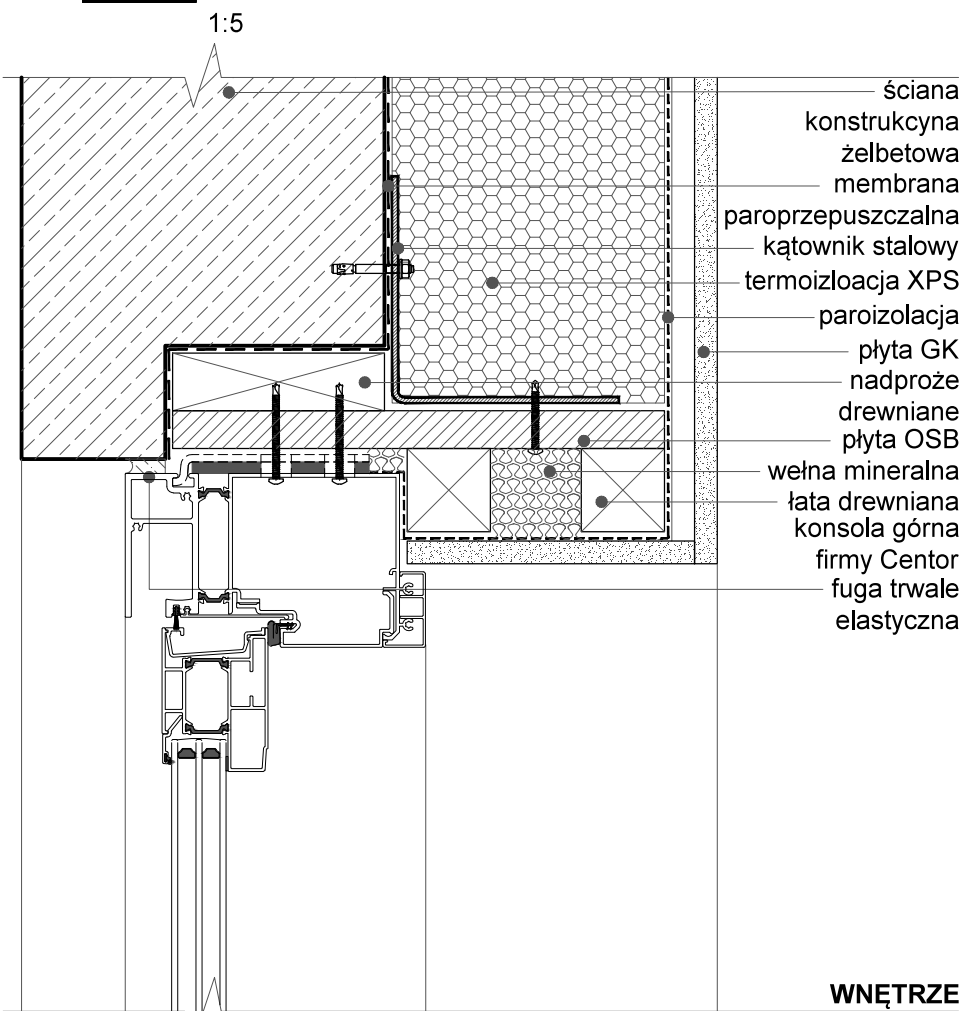 1:5
ściana
konstrukcyna
żelbetowa
membrana
paroprzepuszczalna
kątownik stalowy
termoizloacja XPS
paroizolacja
płyta GK
nadproże
drewniane
płyta OSB
wełna mineralna
łata drewniana
konsola górna
firmy Centor
fuga trwale
elastyczna
WNĘTRZE